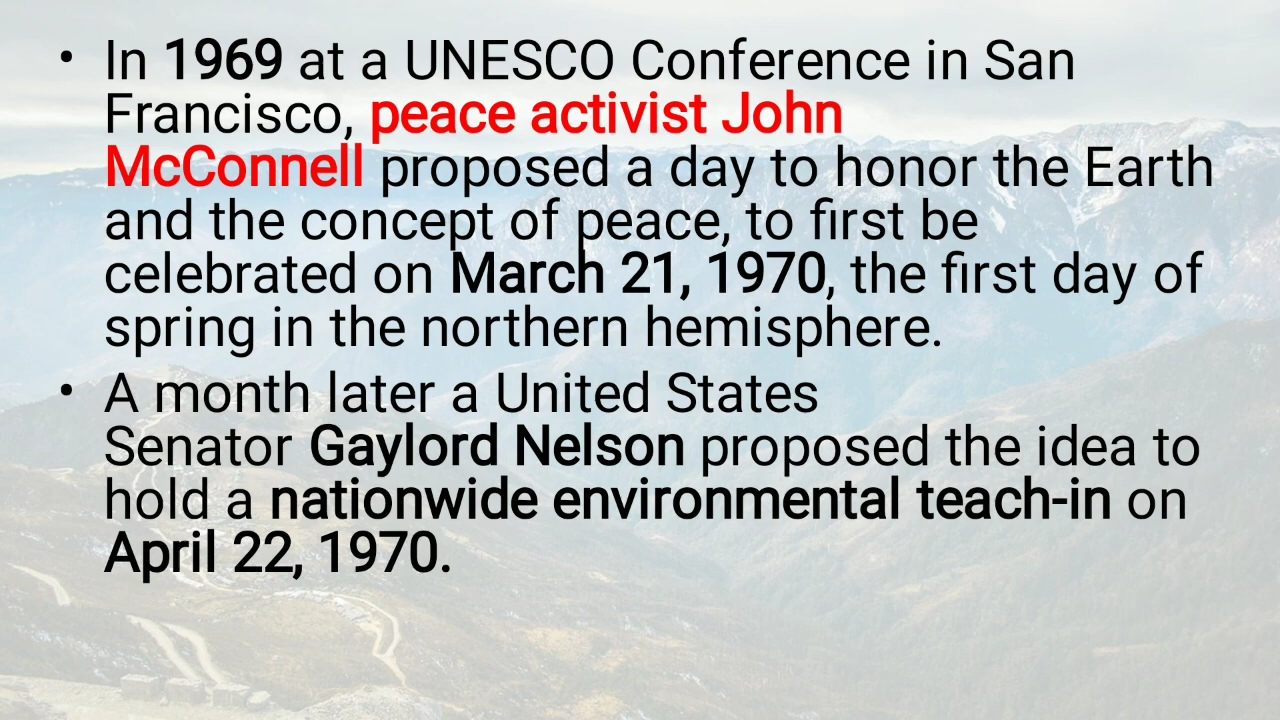 • In 1969 at a UNESCO Conference in San
Francisco, peace activist John
McConnell proposed a day to honor the Earth
and the concept of peace, to first be
celebrated on March 21, 1970, the first day of
spring in the northern hemisphere.
• A month later a United States
Senator Gaylord Nelson proposed the idea to
hold a nationwide environmental teach-in on
April 22, 1970.